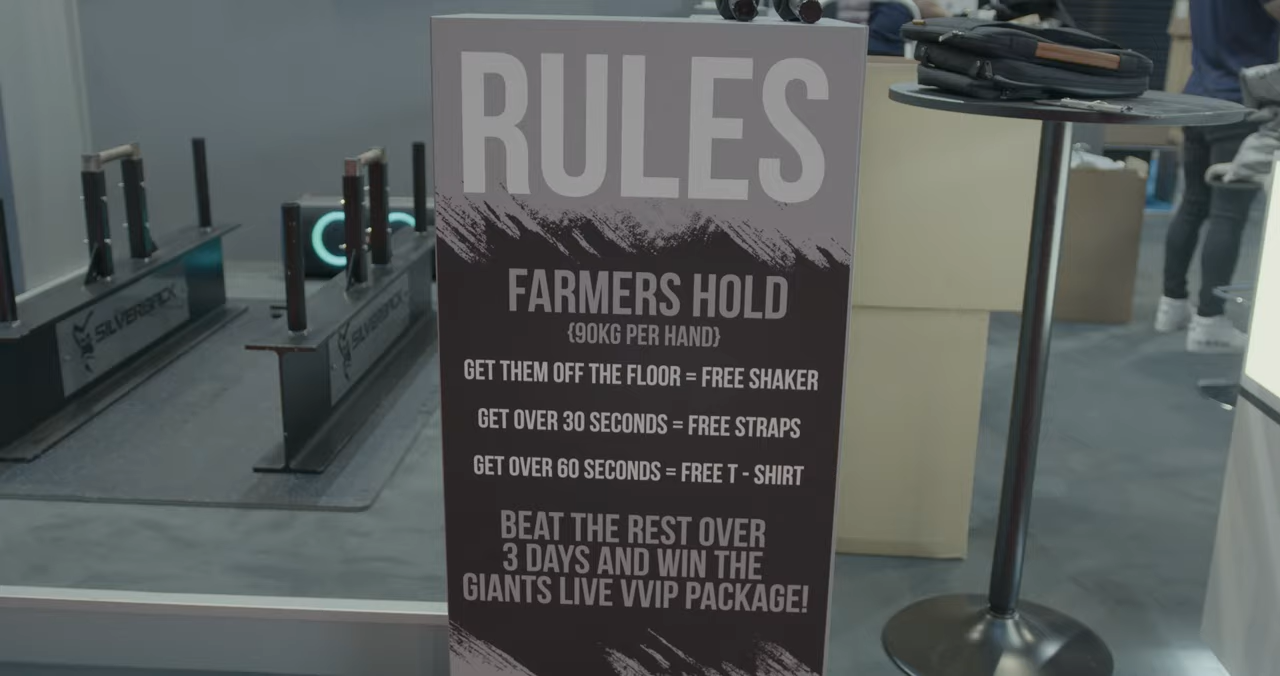 RULES
FARMERS HOLD
{90KG PER HAND}
GET THEM OFF THE FLOOR = FREE SHAKER
GET OVER 30 SECONDS = FREE STRAPS
GET OVER 60 SECONDS = FREE T - SHIRT
BEAT THE REST OVER
3 DAYS AND WIN THE
GIANTS LIVE VVIP PACKAGE!
SILVERBACK
SILVERBACK